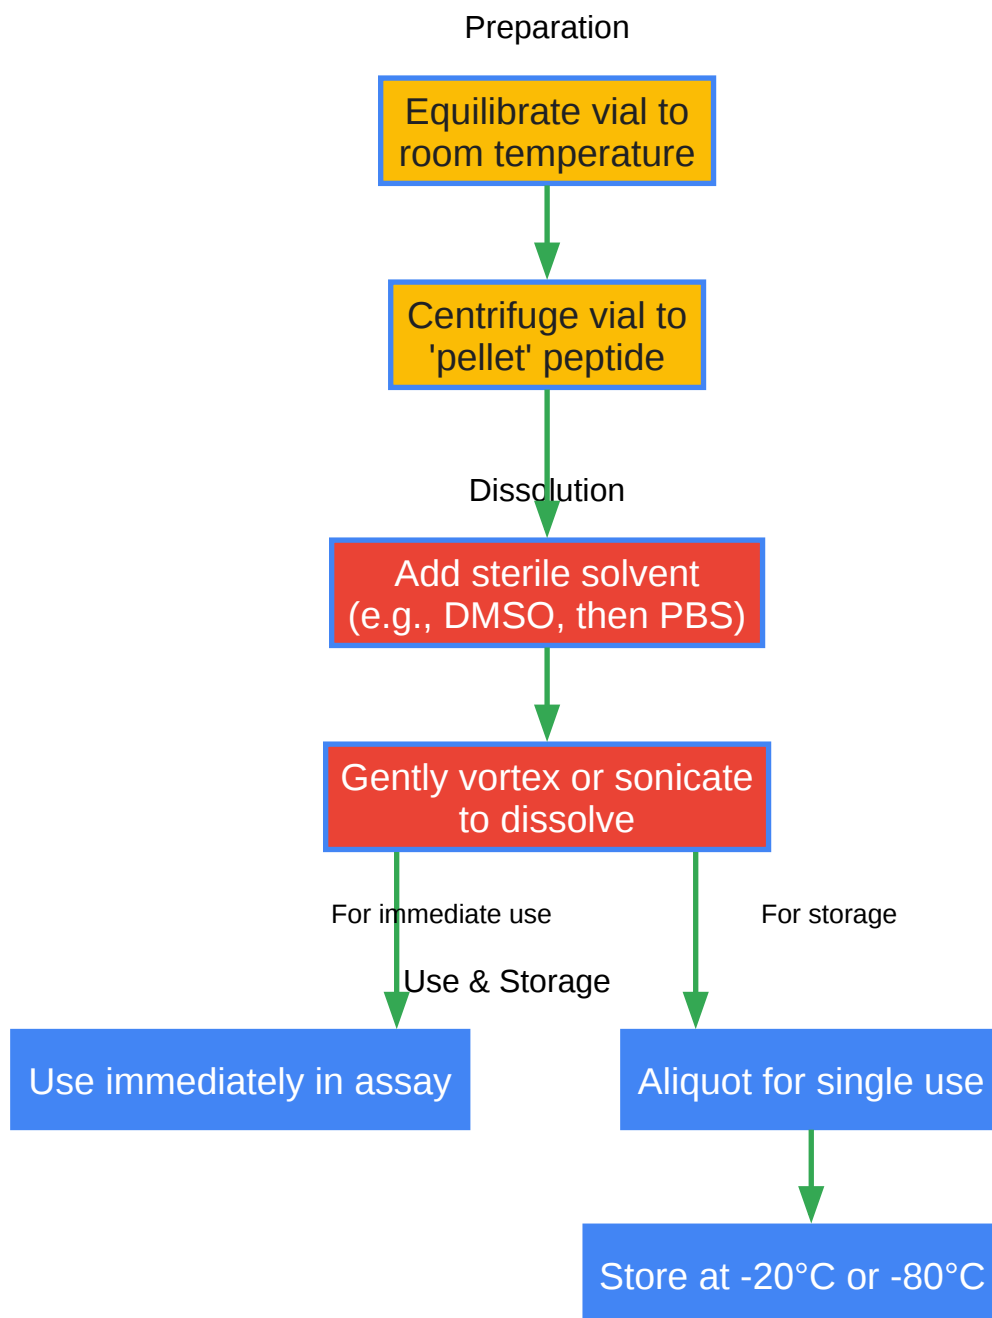 Preparation
Equilibrate vial to
room temperature
Centrifuge vial to
'pellet' peptide
Dissolution
Add sterile solvent
(e.g., DMSO, then PBS)
Gently vortex or sonicate
to dissolve
For immediate use
For storage
Use & Storage
Use immediately in assay
Aliquot for single use
Store at -20°C or -80°C